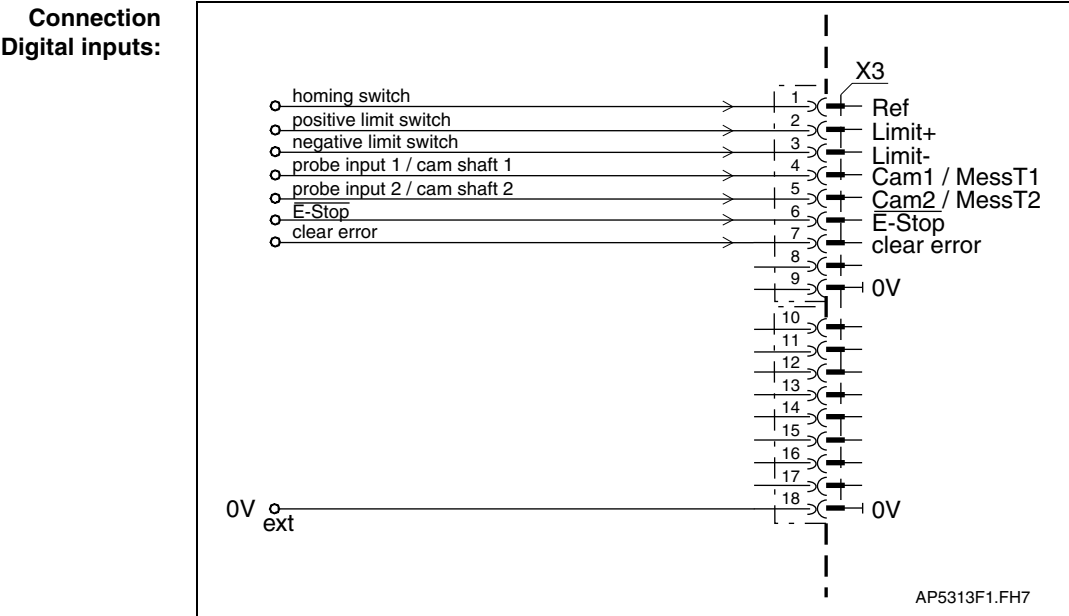 Connection
Digital inputs:
X3
homing switch 1 Ref
positive limit switch 2 Limit+
negative limit switch 3 Limit-
probe input 1 / cam shaft 1 4 Cam1 / MessT1
probe input 2 / cam shaft 2 5 Cam2 / MessT2
E-Stop 6 E-Stop
clear error 7 clear error
8
9 0V
10
11
12
13
14
15
16
17
0V ext 18 0V
AP5313F1.FH7